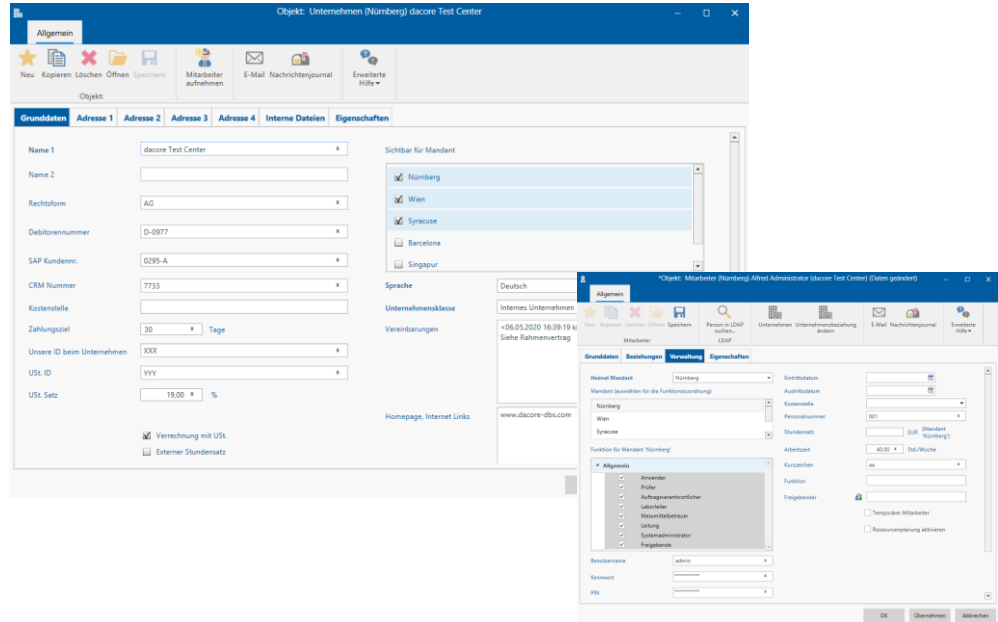 Objekt: Unternehmen (Nürnberg) dacore Test Center
Allgemein
Neu Kopieren Löschen Öffnen Speichern Mitarbeiter aufnehmen E-Mail Nachrichtenjournal Erweiterte Hilfe
Objekt:
Grunddaten Adresse 1 Adresse 2 Adresse 3 Adresse 4 Interne Dateien Eigenschaften
Name 1 dacore Test Center x
Name 2
Rechtsform AG x
Debitorennummer D-0977 x
SAP Kundennr. 0295-A x
CRM Nummer 7733 x
Kostenstelle
Zahlungsziel 30 x Tage
Unsere ID beim Unternehmen XXX x
USt. ID YYY x
USt. Satz 19,00 x %
Verrechnung mit USt.
Externer Stundensatz
Sichtbar für Mandant
Nürnberg
Wien
Syracuse
Barcelona
Singapur
Sprache Deutsch
Unternehmensklasse Internes Unternehmen
Vereinbarungen <06.05.2020 16:39:19
Siehe Rahmenvertrag
Homepage, Internet Links www.dacore-dbs.com
*Objekt: Mitarbeiter (Nürnberg) Alfred Administrator (dacore Test Center) (Daten geändert)
Allgemein
Neu Kopieren Löschen Öffnen Speichern Person in LDAP suchen... Unternehmen Unternehmensbeziehung ändern E-Mail Nachrichtenjournal Erweiterte Hilfe
Mitarbeiter LDAP
Grunddaten Beziehungen Verwaltung Eigenschaften
Heimat Mandant Nürnberg
Mandant (auswählen für die Funktionszuordnung)
Nürnberg
Wien
Syracuse
Funktion für Mandant 'Nürnberg'
Allgemein
Anwender
Prüfer
Auftragsverantwortlicher
Laborleiter
Messmittelbetreuer
Leitung
Systemadministrator
Freigebende
Benutzername admin x
Kennwort ************ x
PIN ************ x
Eintrittsdatum
Austrittsdatum
Kostenstelle
Personalnummer 001 x
Stundensatz EUR (Mandant 'Nürnberg')
Arbeitszeit 40,00 x Std./Woche
Kurzzeichen aa x
Funktion
Freigebender
Temporärer Mitarbeiter
Ressourcenplanung aktivieren
OK Übernehmen Abbrechen